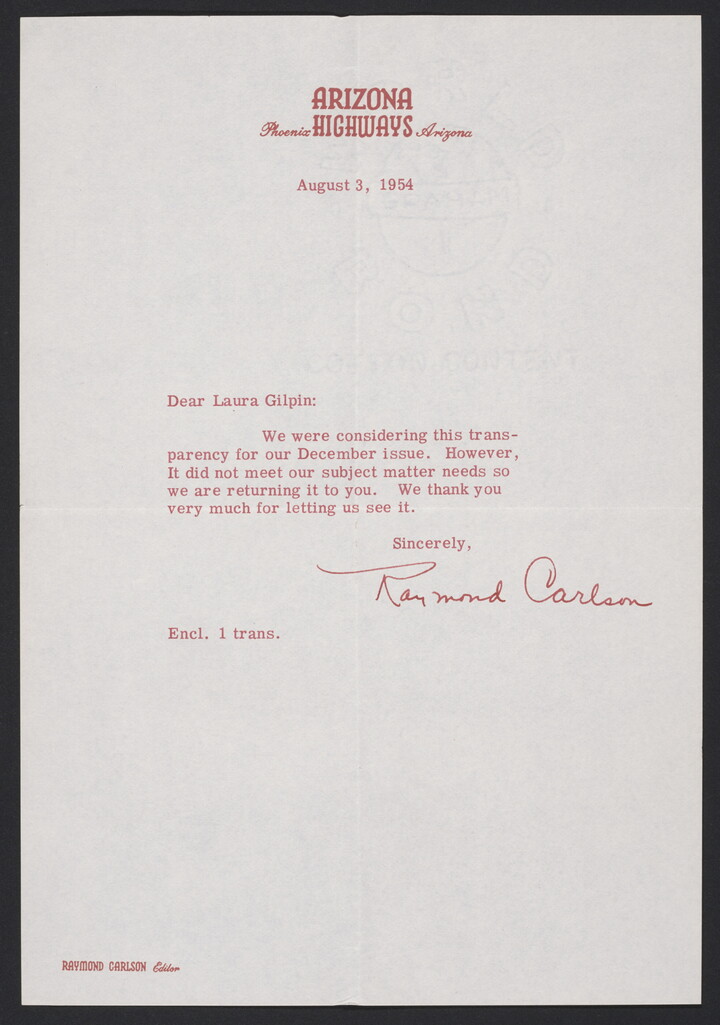 ARIZONA
Phoenix HIGHWAYS Arizona
August 3, 1954
Dear Laura Gilpin:
We were considering this trans-
parency for our December issue. However,
It did not meet our subject matter needs so
we are returning it to you. We thank you
very much for letting us see it.
Sincerely,
Raymond Carlson
Encl. 1 trans.
RAYMOND CARLSON Editor